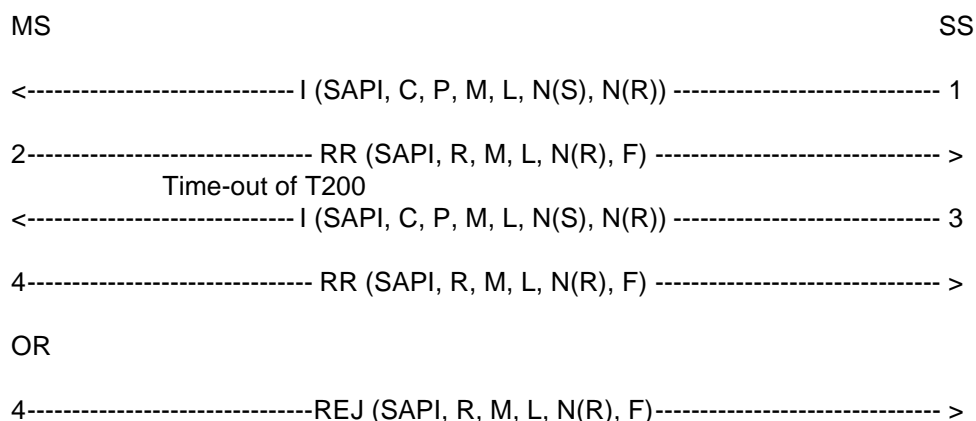 MS SS
<------------------------------ I (SAPI, C, P, M, L, N(S), N(R)) ------------------------------ 1
2-------------------------------- RR (SAPI, R, M, L, N(R), F) -------------------------------- >
Time-out of T200
<------------------------------ I (SAPI, C, P, M, L, N(S), N(R)) ------------------------------ 3
4-------------------------------- RR (SAPI, R, M, L, N(R), F) -------------------------------- >
OR
4--------------------------------REJ (SAPI, R, M, L, N(R), F)-------------------------------- >